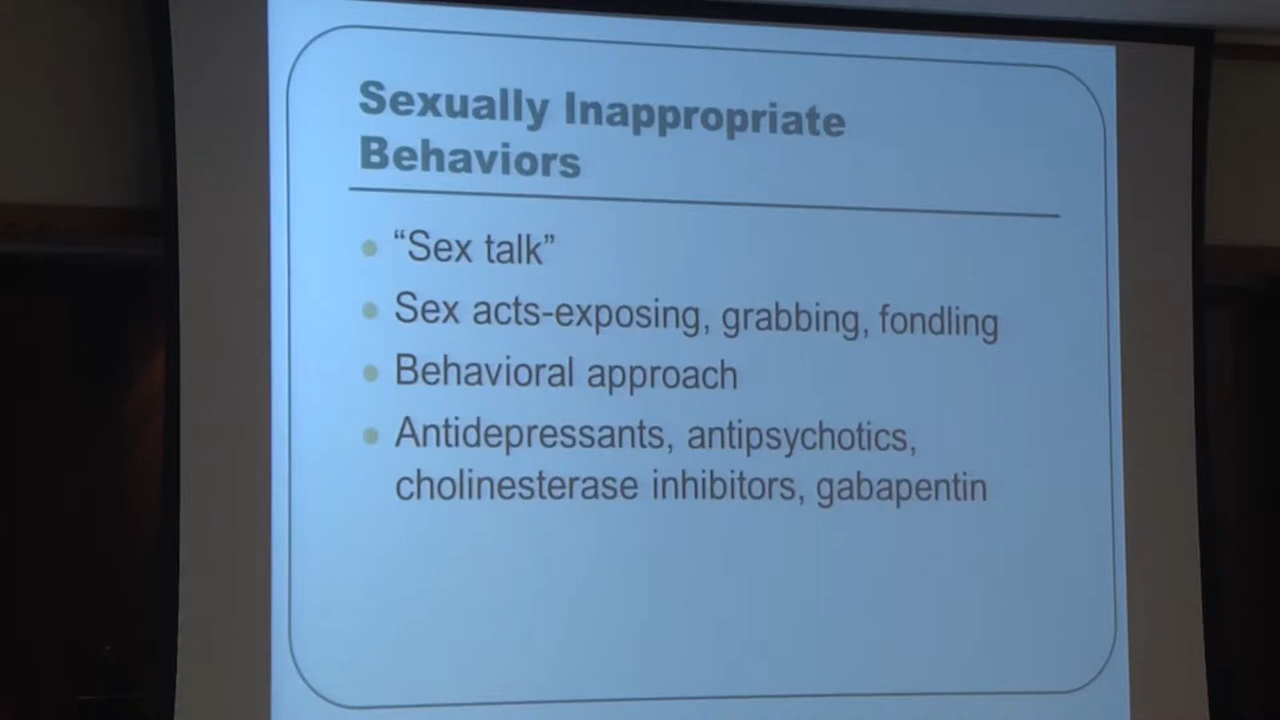 Sexually Inappropriate
Behaviors
“Sex talk”
Sex acts-exposing, grabbing, fondling
Behavioral approach
Antidepressants, antipsychotics,
cholinesterase inhibitors, gabapentin